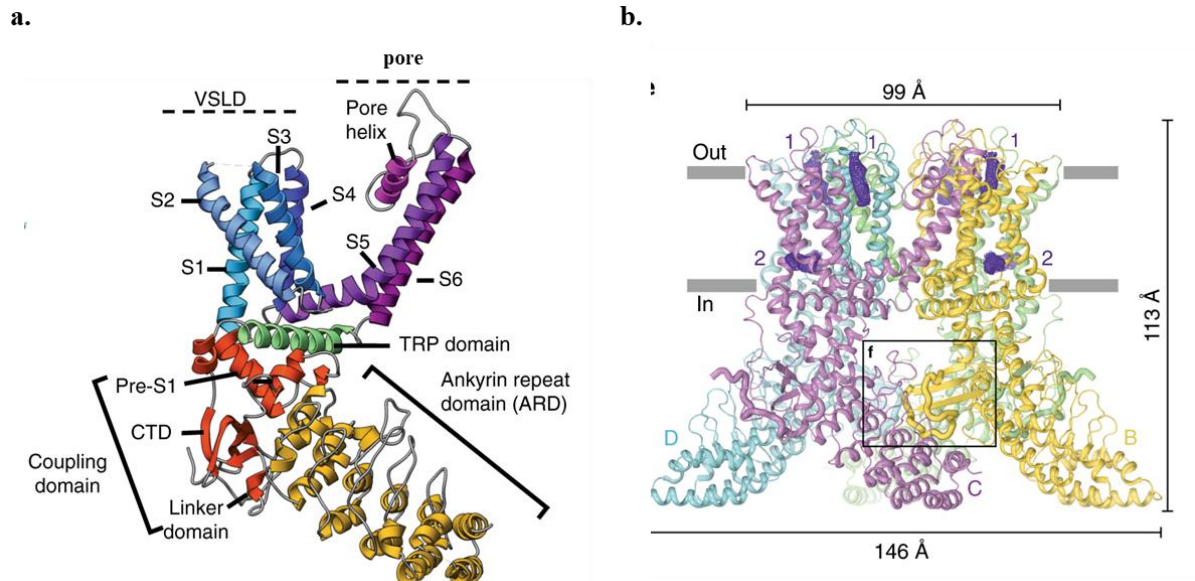 a.
VSLD
pore
Pore
helix
S3
S2
S4
S1
S5
S6
TRP domain
Pre-S1
Ankyrin repeat
domain (ARD)
CTD
Coupling
domain
Linker
domain
b.
e
99 Å
1
1
1
Out
2
2
In
113 Å
f
D
B
C
146 Å